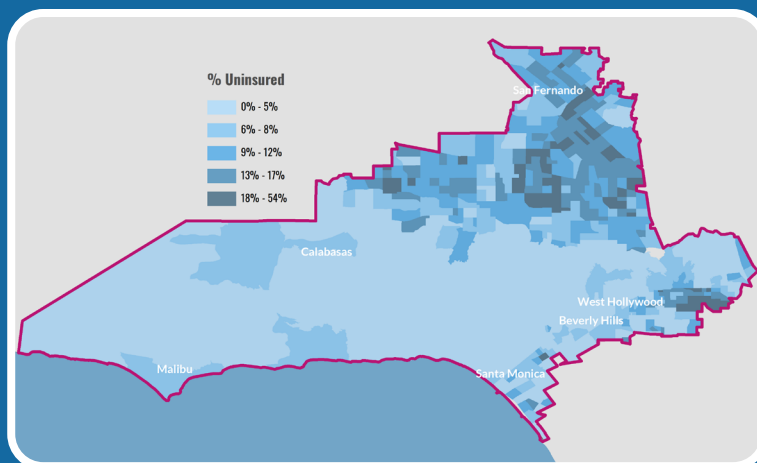 % Uninsured
0% - 5%
6% - 8%
9% - 12%
13% - 17%
18% - 54%
San Fernando
Calabasas
West Hollywood
Beverly Hills
Malibu
Santa Monica